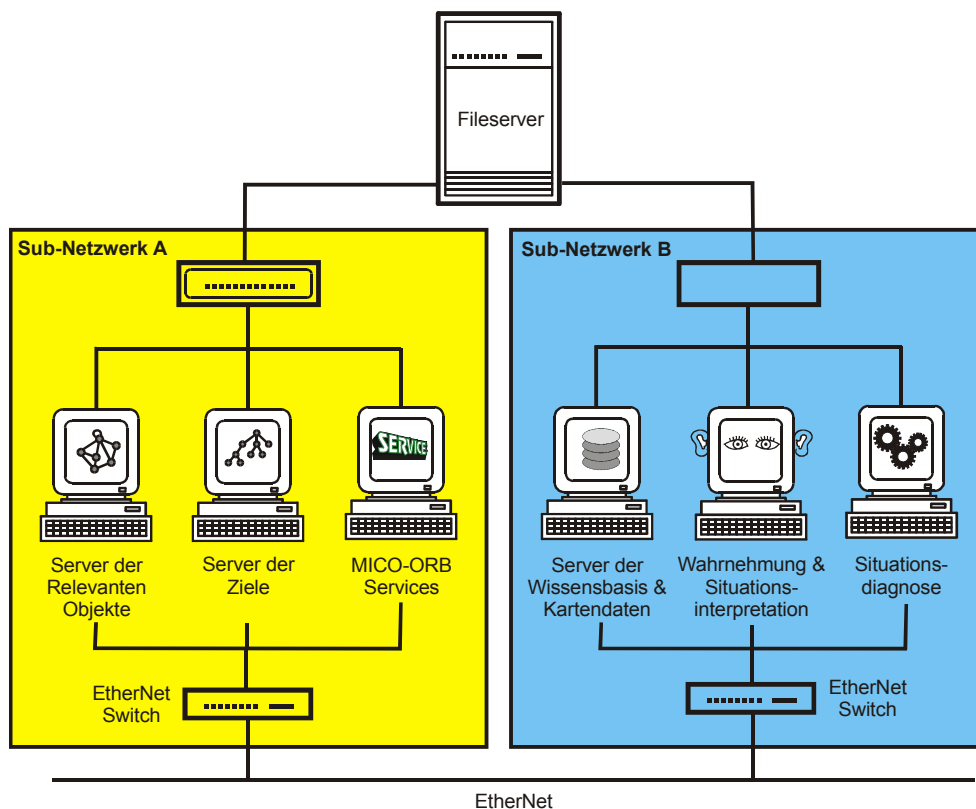 Fileserver
Sub-Netzwerk A
Sub-Netzwerk B
SERVICE
Server der
Relevanten
Objekte
Server der
Ziele
MICO-ORB
Services
Server der
Wissensbasis &
Kartendaten
Wahrnehmung &
Situations-
interpretation
Situations-
diagnose
EtherNet
Switch
EtherNet
Switch
EtherNet